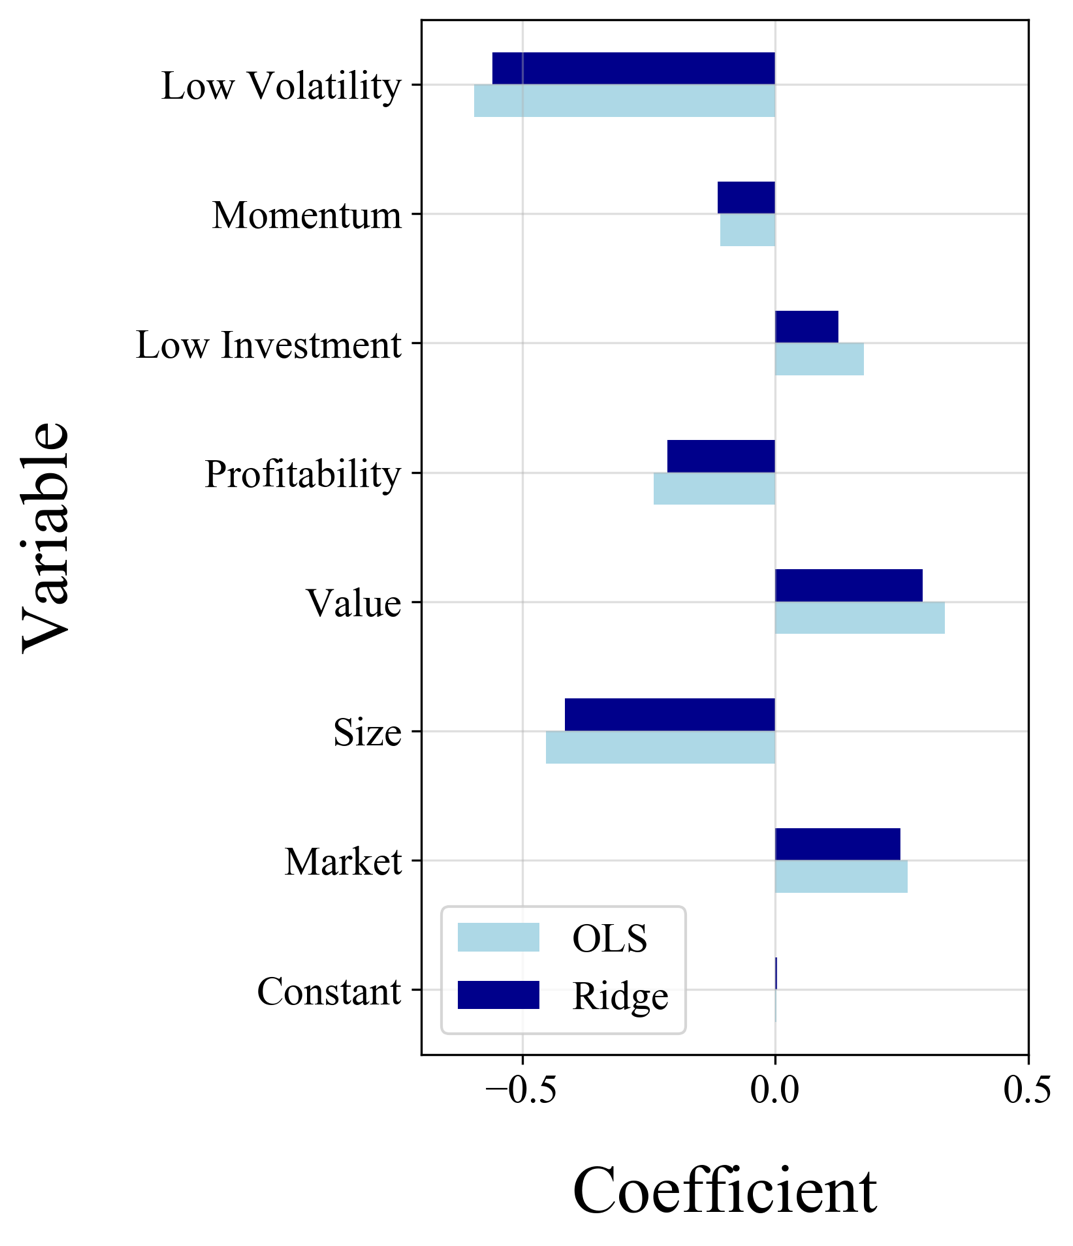 Low Volatility
Momentum
Low Investment
Profitability
Value
Size
Market
Constant
Variable
OLS
Ridge
−0.5
0.0
0.5
Coefficient